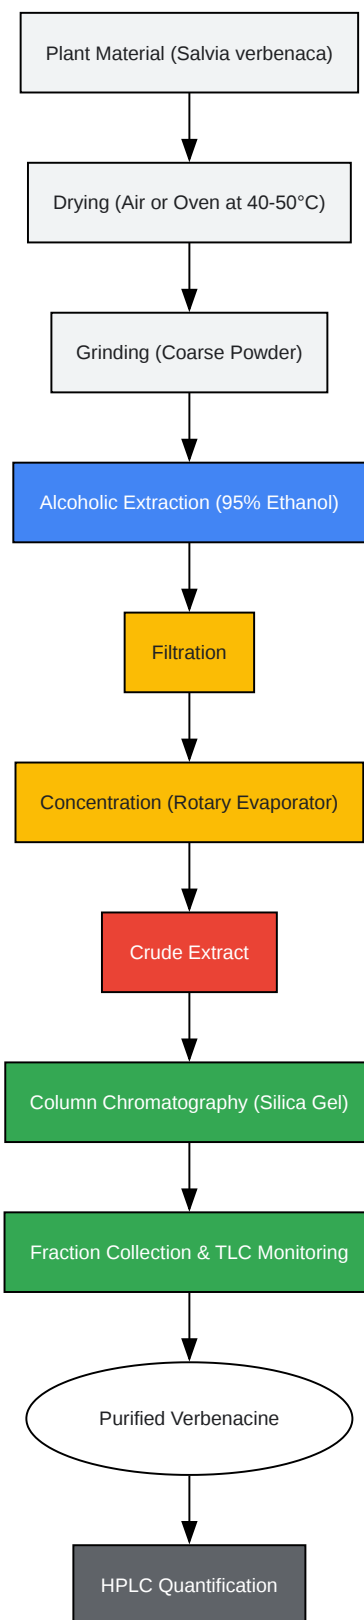 Plant Material (Salvia verbenaca)
Drying (Air or Oven at 40-50°C)
Grinding (Coarse Powder)
Alcoholic Extraction (95% Ethanol)
Filtration
Concentration (Rotary Evaporator)
Crude Extract
Column Chromatography (Silica Gel)
Fraction Collection & TLC Monitoring
Purified Verbenacine
HPLC Quantification